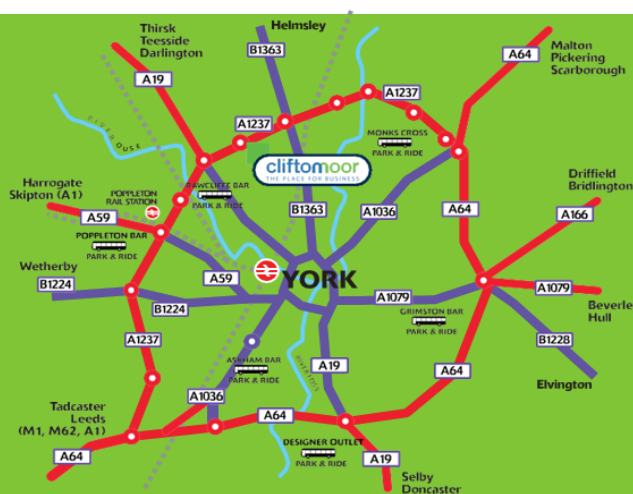 Thirsk
Teesside
Darlington
Helmsley
B1363
A64
Malton
Pickering
Scarborough
A19
A1237
A1237
RIVER OUSE
MONKS CROSS
PARK & RIDE
cliftonmoor
THE PLACE FOR BUSINESS
Harrogate
Skipton (A1)
POPPLETON
RAIL STATION
RAWCLIFFE BAR
PARK & RIDE
Driffield
Bridlington
A59
B1363
A1036
A64
A166
POPPLETON BAR
PARK & RIDE
Wetherby
A59
YORK
B1224
B1224
A1079
A1079
GRIMSTON BAR
PARK & RIDE
Beverle
Hull
A1237
B1228
ASKHAM BAR
PARK & RIDE
A19
A64
Elvington
A1036
Tadcaster
Leeds
(M1, M62, A1)
A64
DESIGNER OUTLET
PARK & RIDE
A64
A19
Selby
Doncaster